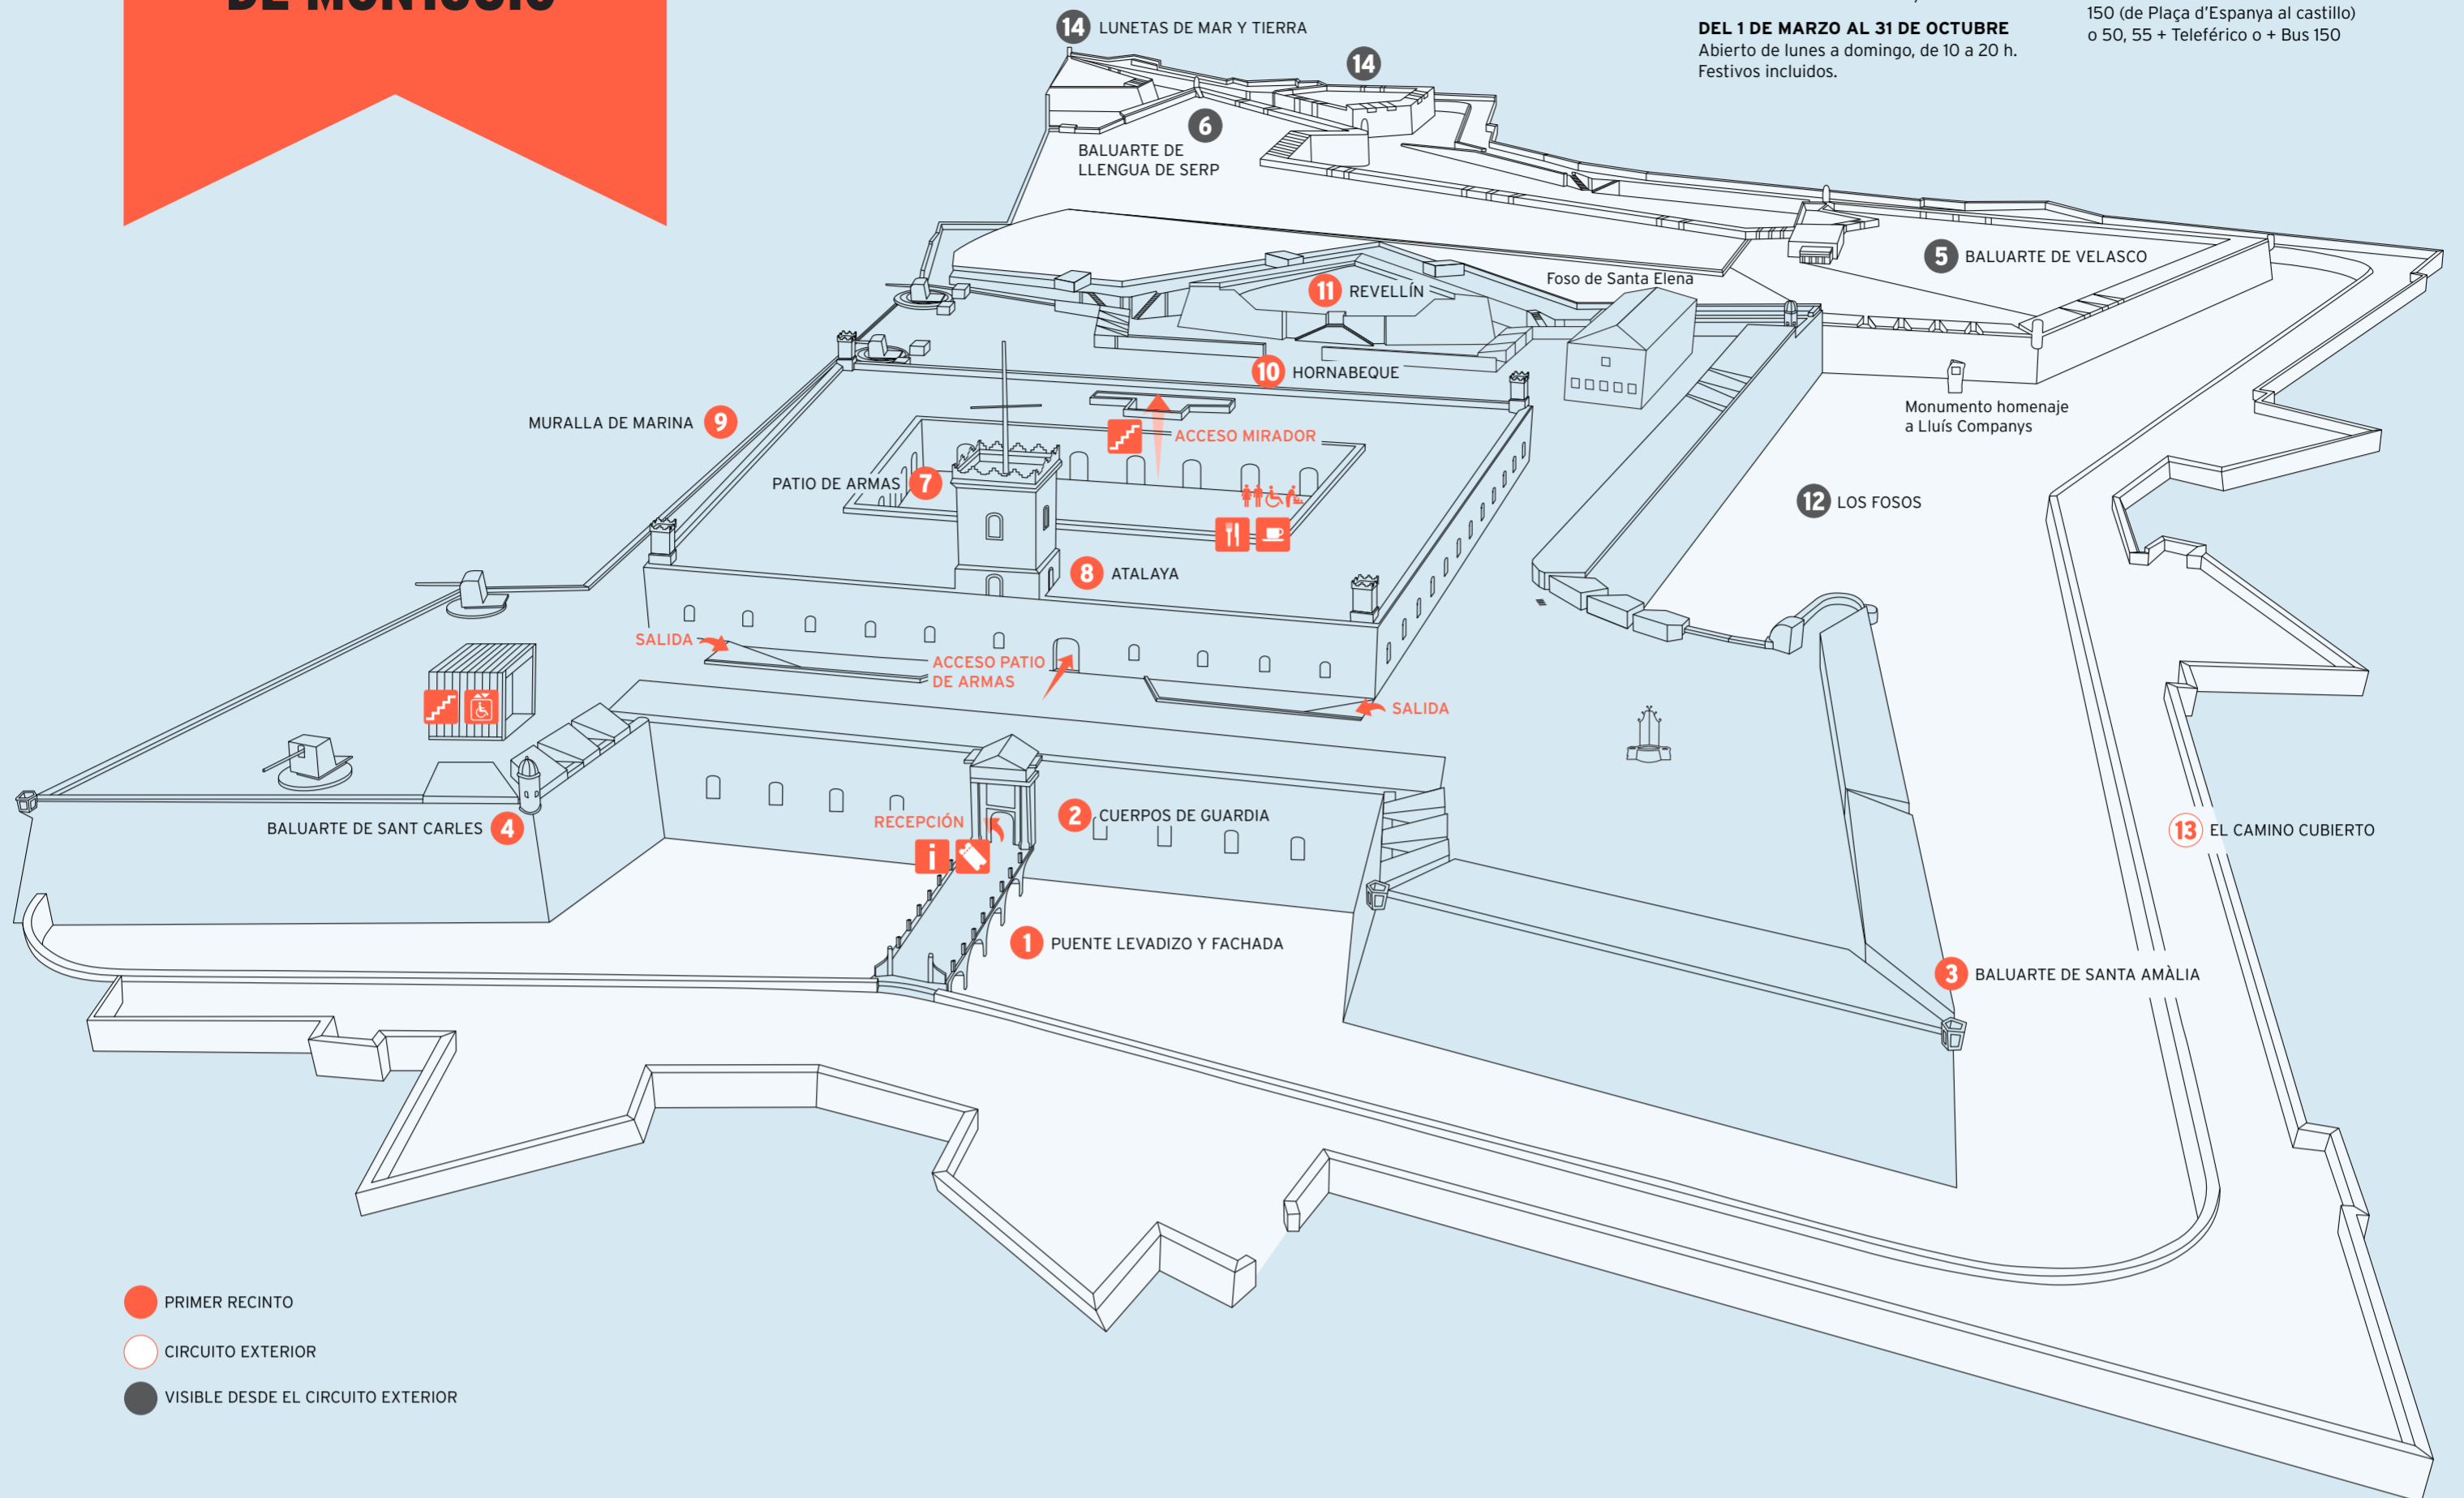 DEL 1 DE MARZO AL 31 DE OCTUBRE
Abierto de lunes a domingo, de 10 a 20 h.
Festivos incluidos.
150 (de Plaça d’Espanya al castillo)
o 50, 55 + Teleférico o + Bus 150
14 LUNETAS DE MAR Y TIERRA
14
6
BALUARTE DE
LLENGUA DE SERP
5 BALUARTE DE VELASCO
Foso de Santa Elena
11 REVELLÍN
10 HORNABEQUE
Monumento homenaje
a Lluís Companys
MURALLA DE MARINA 9
ACCESO MIRADOR
PATIO DE ARMAS 7
12 LOS FOSOS
8 ATALAYA
SALIDA
ACCESO PATIO
DE ARMAS
SALIDA
BALUARTE DE SANT CARLES 4
RECEPCIÓN
i
2 CUERPOS DE GUARDIA
13 EL CAMINO CUBIERTO
1 PUENTE LEVADIZO Y FACHADA
3 BALUARTE DE SANTA AMÀLIA
PRIMER RECINTO
CIRCUITO EXTERIOR
VISIBLE DESDE EL CIRCUITO EXTERIOR